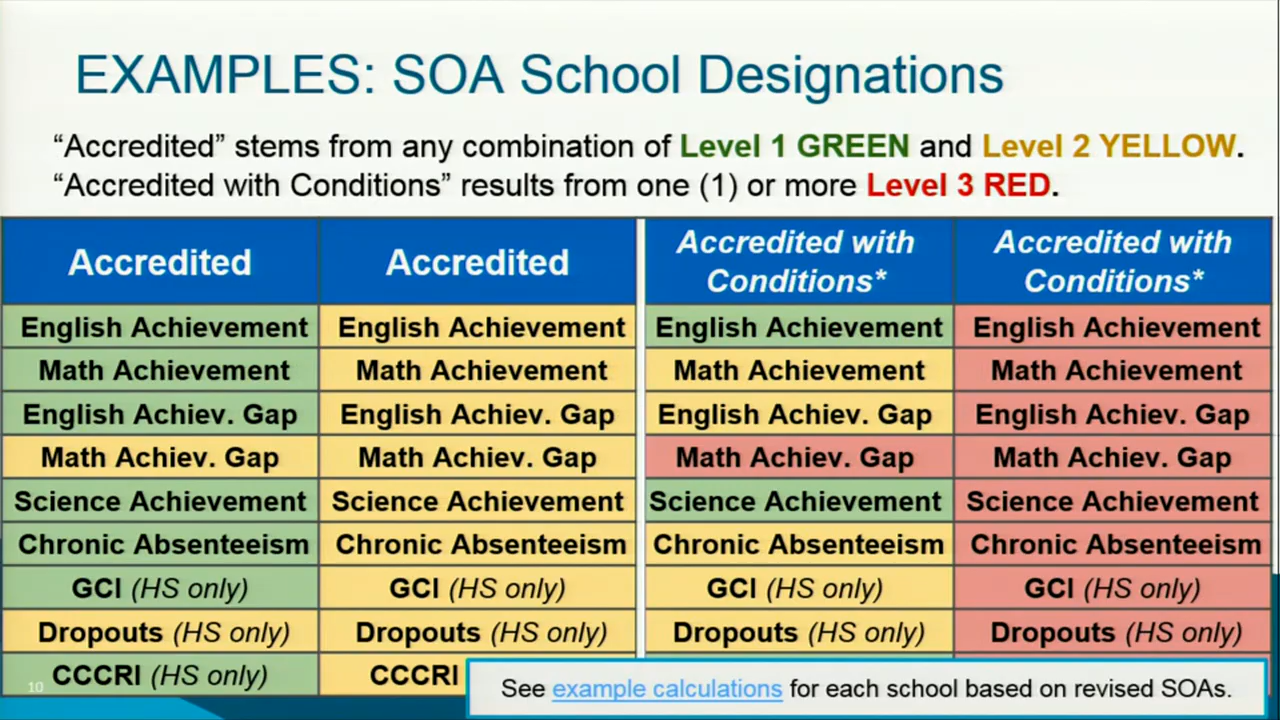 EXAMPLES: SOA School Designations
“Accredited” stems from any combination of Level 1 GREEN and Level 2 YELLOW.
“Accredited with Conditions” results from one (1) or more Level 3 RED.
Accredited Accredited Accredited with Conditions* Accredited with Conditions*
English Achievement English Achievement English Achievement English Achievement
Math Achievement Math Achievement Math Achievement Math Achievement
English Achiev. Gap English Achiev. Gap English Achiev. Gap English Achiev. Gap
Math Achiev. Gap Math Achiev. Gap Math Achiev. Gap Math Achiev. Gap
Science Achievement Science Achievement Science Achievement Science Achievement
Chronic Absenteeism Chronic Absenteeism Chronic Absenteeism Chronic Absenteeism
GCI (HS only) GCI (HS only) GCI (HS only) GCI (HS only)
Dropouts (HS only) Dropouts (HS only) Dropouts (HS only) Dropouts (HS only)
10 CCCRI (HS only) CCCRI
See example calculations for each school based on revised SOAs.